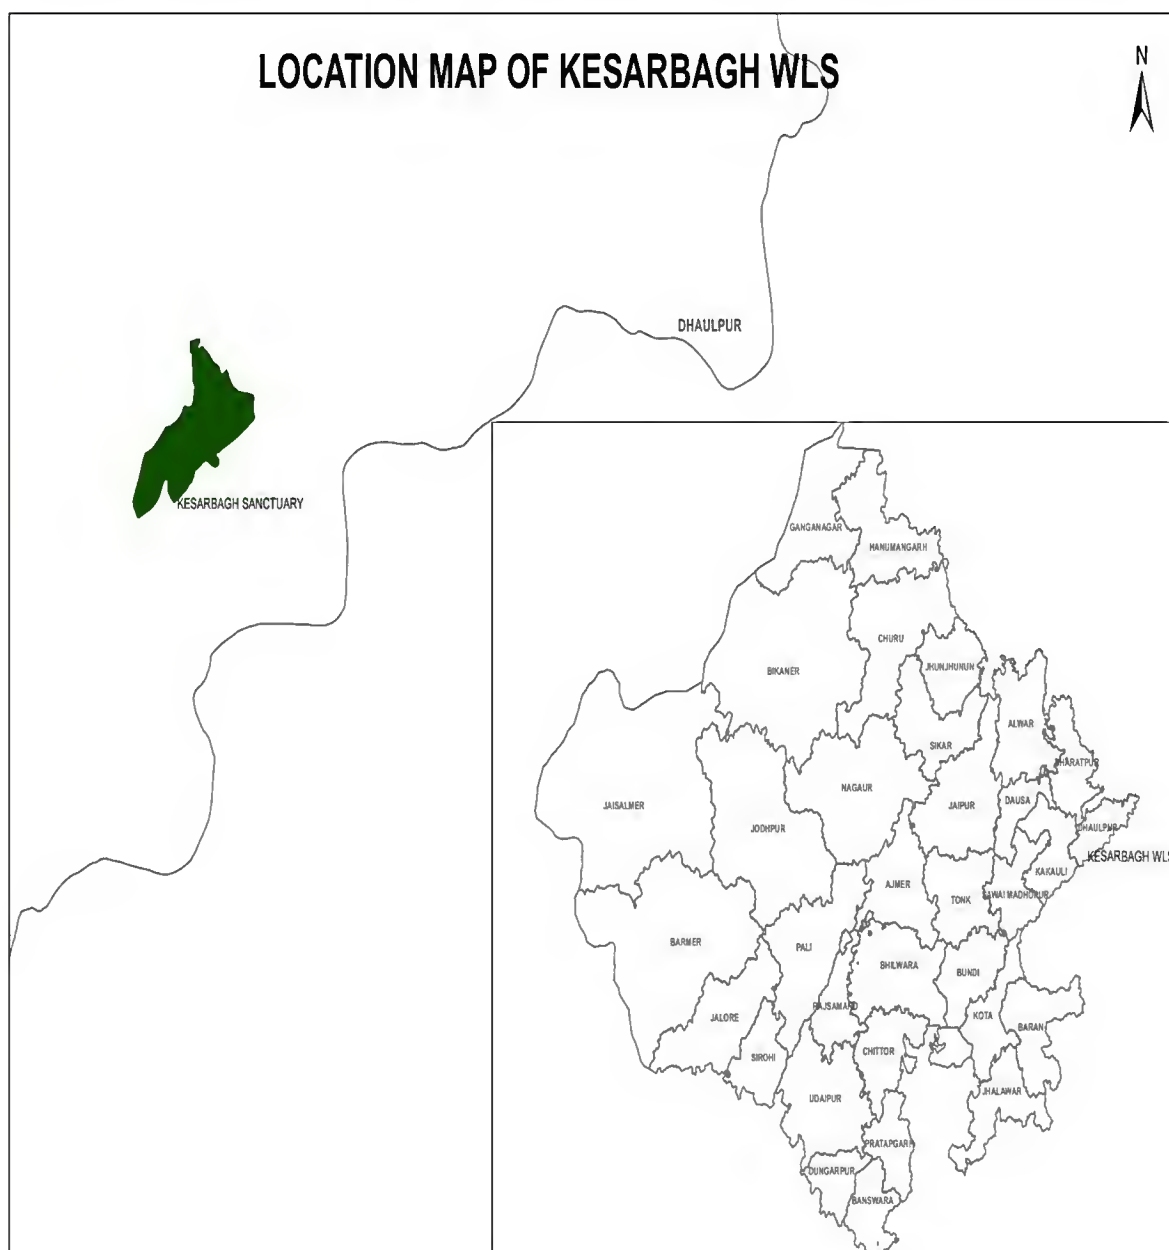 LOCATION MAP OF KESARBAGH WLS
N
DHAULPUR
KESARBAGH SANCTUARY
GANGANAGAR
HANUMANGARH
CHURU
JHUNJHUNUN
BIKANER
ALWAR
SIKAR
BHARATPUR
NAGAUR
JAISALMER
JAIPUR
DAUSA
JODHPUR
DHAULPUR
KESARBAGH WLS
KAKAULI
AJMER
SAWAI MADHUPUR
TONK
BARMER
PALI
BHILWARA
BUNDI
RAJSAMAND
JALORE
KOTA
BARAN
SIROHI
CHITTOR
JHALAWAR
UDAIPUR
PRATAPGARH
DUNGARPUR
BANSWARA